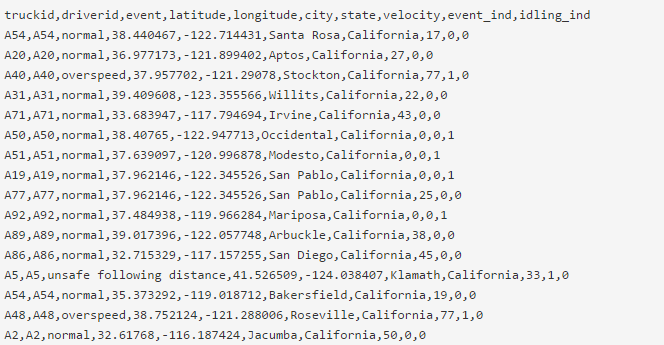 truckid,driverid,event,latitude,longitude,city,state,velocity,event_ind,idling_ind
A54,A54,normal,38.440467,-122.714431,Santa Rosa,California,17,0,0
A20,A20,normal,36.977173,-121.899402,Aptos,California,27,0,0
A40,A40,overspeed,37.957702,-121.29078,Stockton,California,77,1,0
A31,A31,normal,39.409608,-123.355566,Willits,California,22,0,0
A71,A71,normal,33.683947,-117.794694,Irvine,California,43,0,0
A50,A50,normal,38.40765,-122.947713,Occidental,California,0,0,1
A51,A51,normal,37.639097,-120.996878,Modesto,California,0,0,1
A19,A19,normal,37.962146,-122.345526,San Pablo,California,0,0,1
A77,A77,normal,37.962146,-122.345526,San Pablo,California,25,0,0
A92,A92,normal,37.484938,-119.966284,Mariposa,California,0,0,1
A89,A89,normal,39.017396,-122.057748,Arbuckle,California,38,0,0
A86,A86,normal,32.715329,-117.157255,San Diego,California,45,0,0
A5,A5,unsafe following distance,41.526509,-124.038407,Klamath,California,33,1,0
A54,A54,normal,35.373292,-119.018712,Bakersfield,California,19,0,0
A48,A48,overspeed,38.752124,-121.288006,Roseville,California,77,1,0
A2,A2,normal,32.61768,-116.187424,Jacumba,California,50,0,0